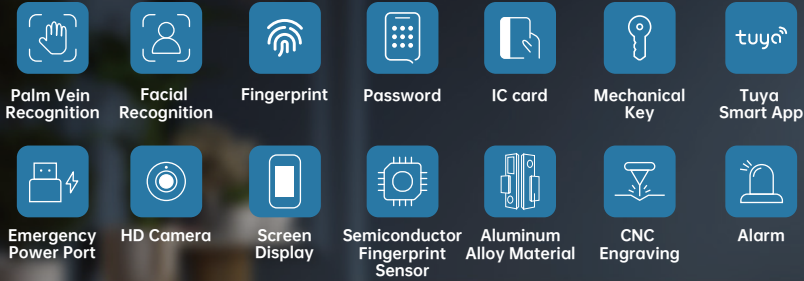 tuya
Palm Vein
Recognition
Facial
Recognition
Fingerprint
Password
IC card
Mechanical
Key
Tuya
Smart App
Emergency
Power Port
HD Camera
Screen
Display
Semiconductor
Fingerprint
Sensor
Aluminum
Alloy Material
CNC
Engraving
Alarm